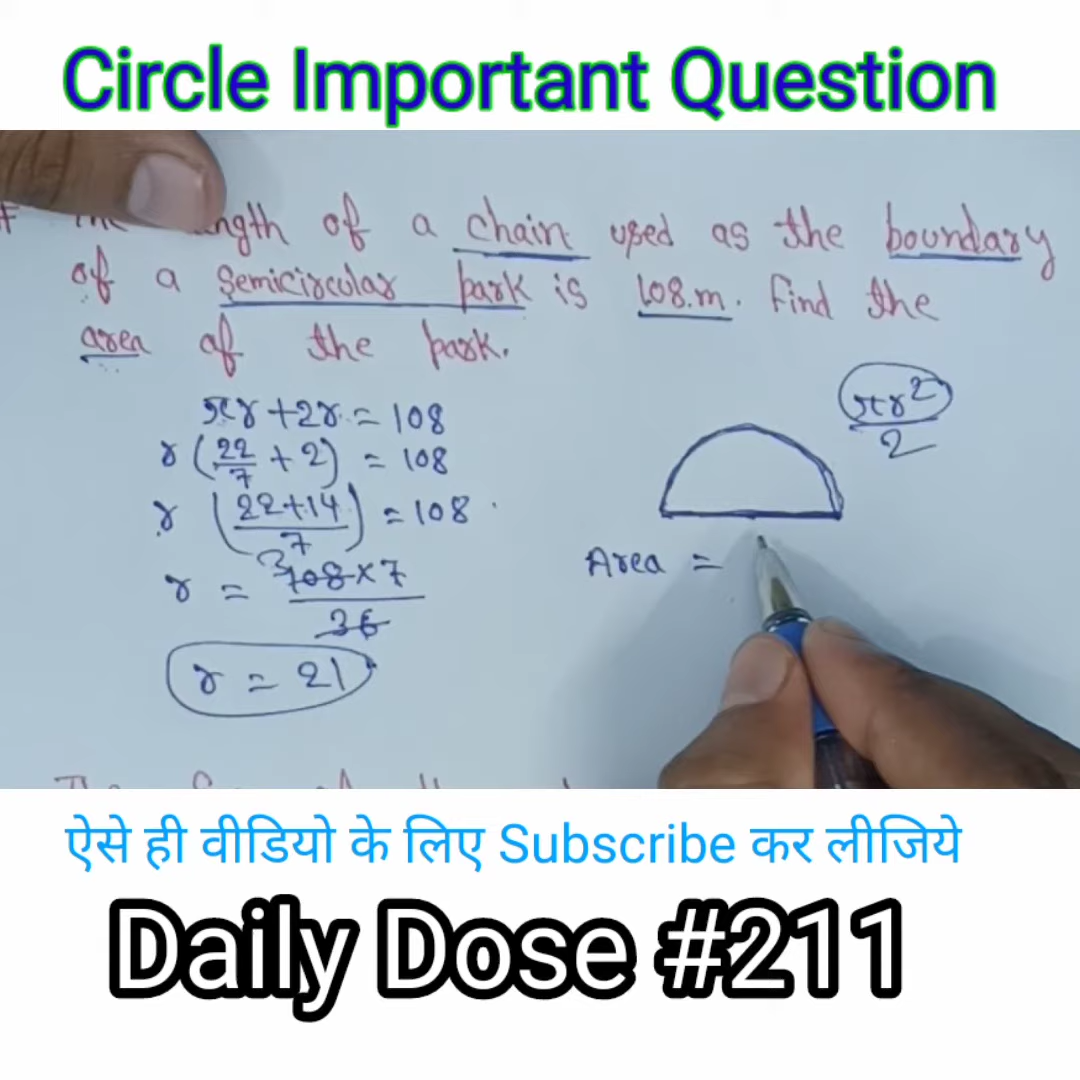 Circle Important Question
length of a chain used as the boundary
of a semicircular park is 108.m. Find the
area of the park.
πr + 2r = 108
r (22/7 + 2) = 108
r (22+14/7) = 108
r = 108×7/36
3
r = 21
πr²/2
Area =
ऐसे ही वीडियो के लिए Subscribe कर लीजिये
Daily Dose #211